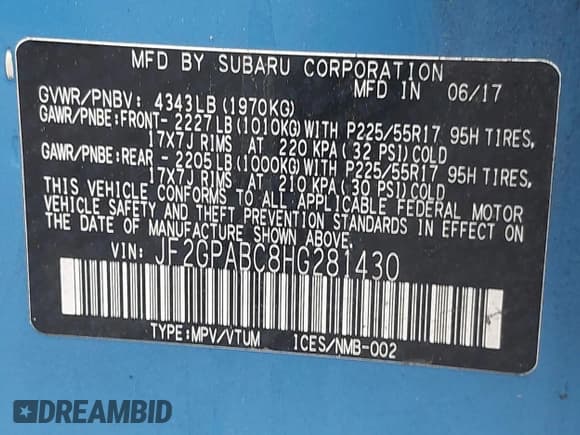 MFD BY SUBARU CORPORATION
MFD IN 06/17
GVWR/PNBV: 4343LB(1970KG)
GAWR/PNBE:FRONT- 2227LB(1010KG)WITH P225/55R17 95H TIRES,
17X7J RIMS AT 220 KPA( 32 PSI)COLD
GAWR/PNBE:REAR - 2205LB(1000KG)WITH P225/55R17 95H TIRES,
17X7J RIMS AT 210 KPA( 30 PSI)COLD
THIS VEHICLE CONFORMS TO ALL APPLICABLE FEDERAL MOTOR
VEHICLE SAFETY AND THEFT PREVENTION STANDARDS IN EFFECT
ON THE DATE OF MANUFACTURE SHOWN ABOVE.
VIN: JF2GPABC8HG281430
TYPE:MPV/VTUM ICES/NMB-002
DREAMBID